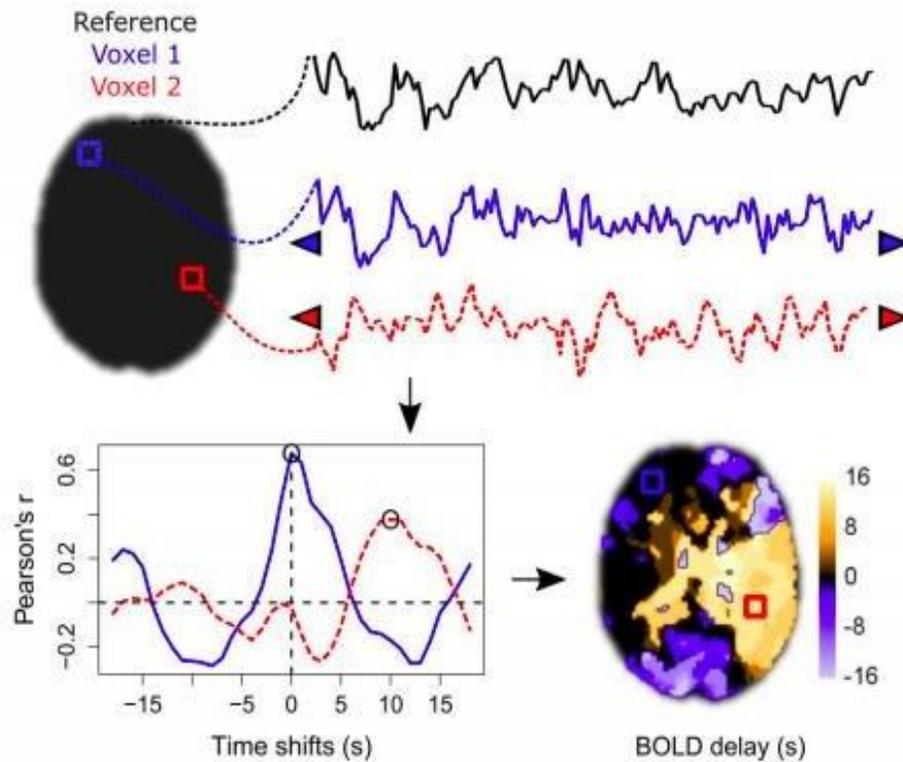 Reference
Voxel 1
Voxel 2
Pearson's r
0.6
0.2
−0.2
−15
−5
0
5
10
15
Time shifts (s)
16
8
0
-8
-16
BOLD delay (s)